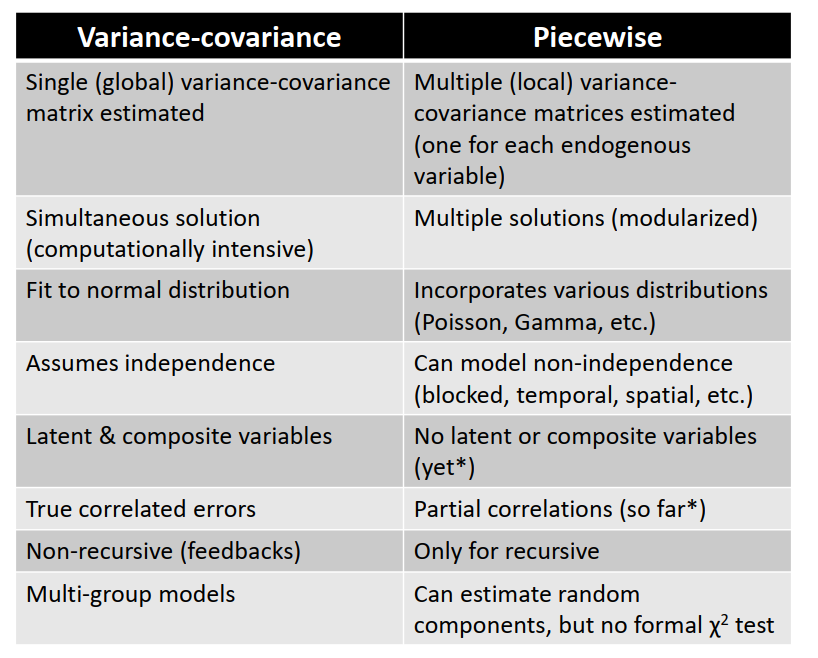 Variance-covariance
Piecewise
Single (global) variance-covariance
matrix estimated
Multiple (local) variance-
covariance matrices estimated
(one for each endogenous
variable)
Simultaneous solution
(computationally intensive)
Multiple solutions (modularized)
Fit to normal distribution
Incorporates various distributions
(Poisson, Gamma, etc.)
Assumes independence
Can model non-independence
(blocked, temporal, spatial, etc.)
Latent & composite variables
No latent or composite variables
(yet*)
True correlated errors
Partial correlations (so far*)
Non-recursive (feedbacks)
Only for recursive
Multi-group models
Can estimate random
components, but no formal χ² test